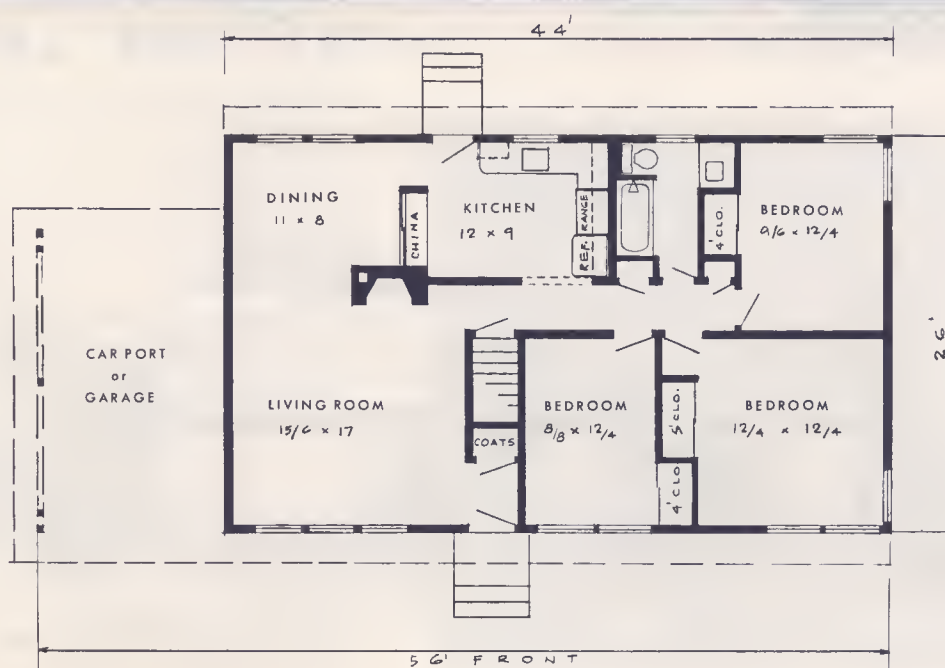 44'
DINING
11 x 8
CHINA
KITCHEN
12 x 9
RANGE
REF.
4' CLO.
BEDROOM
9/6 x 12/4
26'
CAR PORT
or
GARAGE
LIVING ROOM
15/6 x 17
COATS
BEDROOM
8/8 x 12/4
5' CLO.
4' CLO
BEDROOM
12/4 x 12/4
56' FRONT